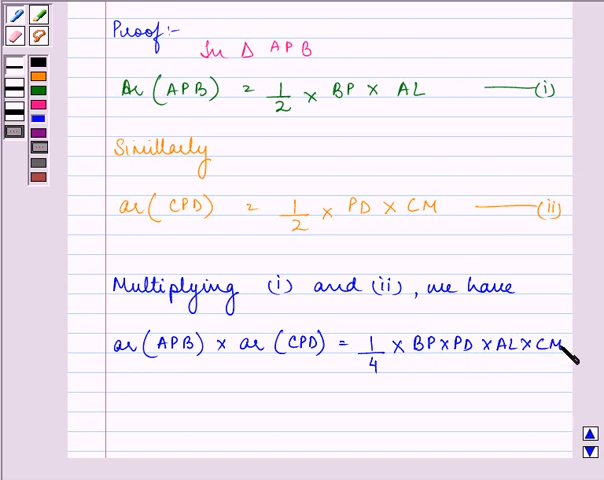 Proof:-
In Δ APB
Ar (APB) = 1/2 × BP × AL ——(i)
Simillarly
ar (CPD) = 1/2 × PD × CM ——(ii)
Multiplying (i) and (ii), we have
ar (APB) × ar (CPD) = 1/4 × BP × PD × AL × CM